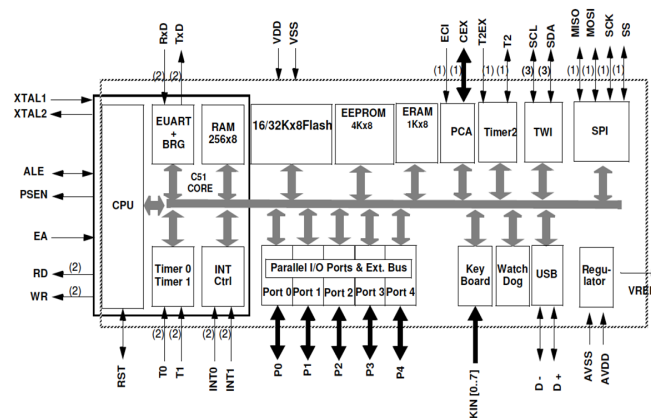 RxD
TxD
VDD
VSS
ECI
CEX
T2EX
T2
SCL
SDA
MISO
MOSI
SCK
SS
(2) (2)
(1) (1) (1) (1) (3) (3) (1) (1) (1) (1)
XTAL1
XTAL2
ALE
PSEN
EA
RD (2)
WR (2)
CPU
EUART
+
BRG
RAM
256x8
C51
CORE
16/32Kx8Flash
EEPROM
4Kx8
ERAM
1Kx8
PCA
Timer2
TWI
SPI
Timer 0
Timer 1
INT
Ctrl
Parallel I/O Ports & Ext. Bus
Port 0 Port 1 Port 2 Port 3 Port 4
Key
Board
Watch
Dog
USB
Regu-
lator
VREF
(2) (2) (2) (2)
RST
T0
T1
INT0
INT1
P0
P1
P2
P3
P4
KIN [0..7]
D -
D +
AVSS
AVDD